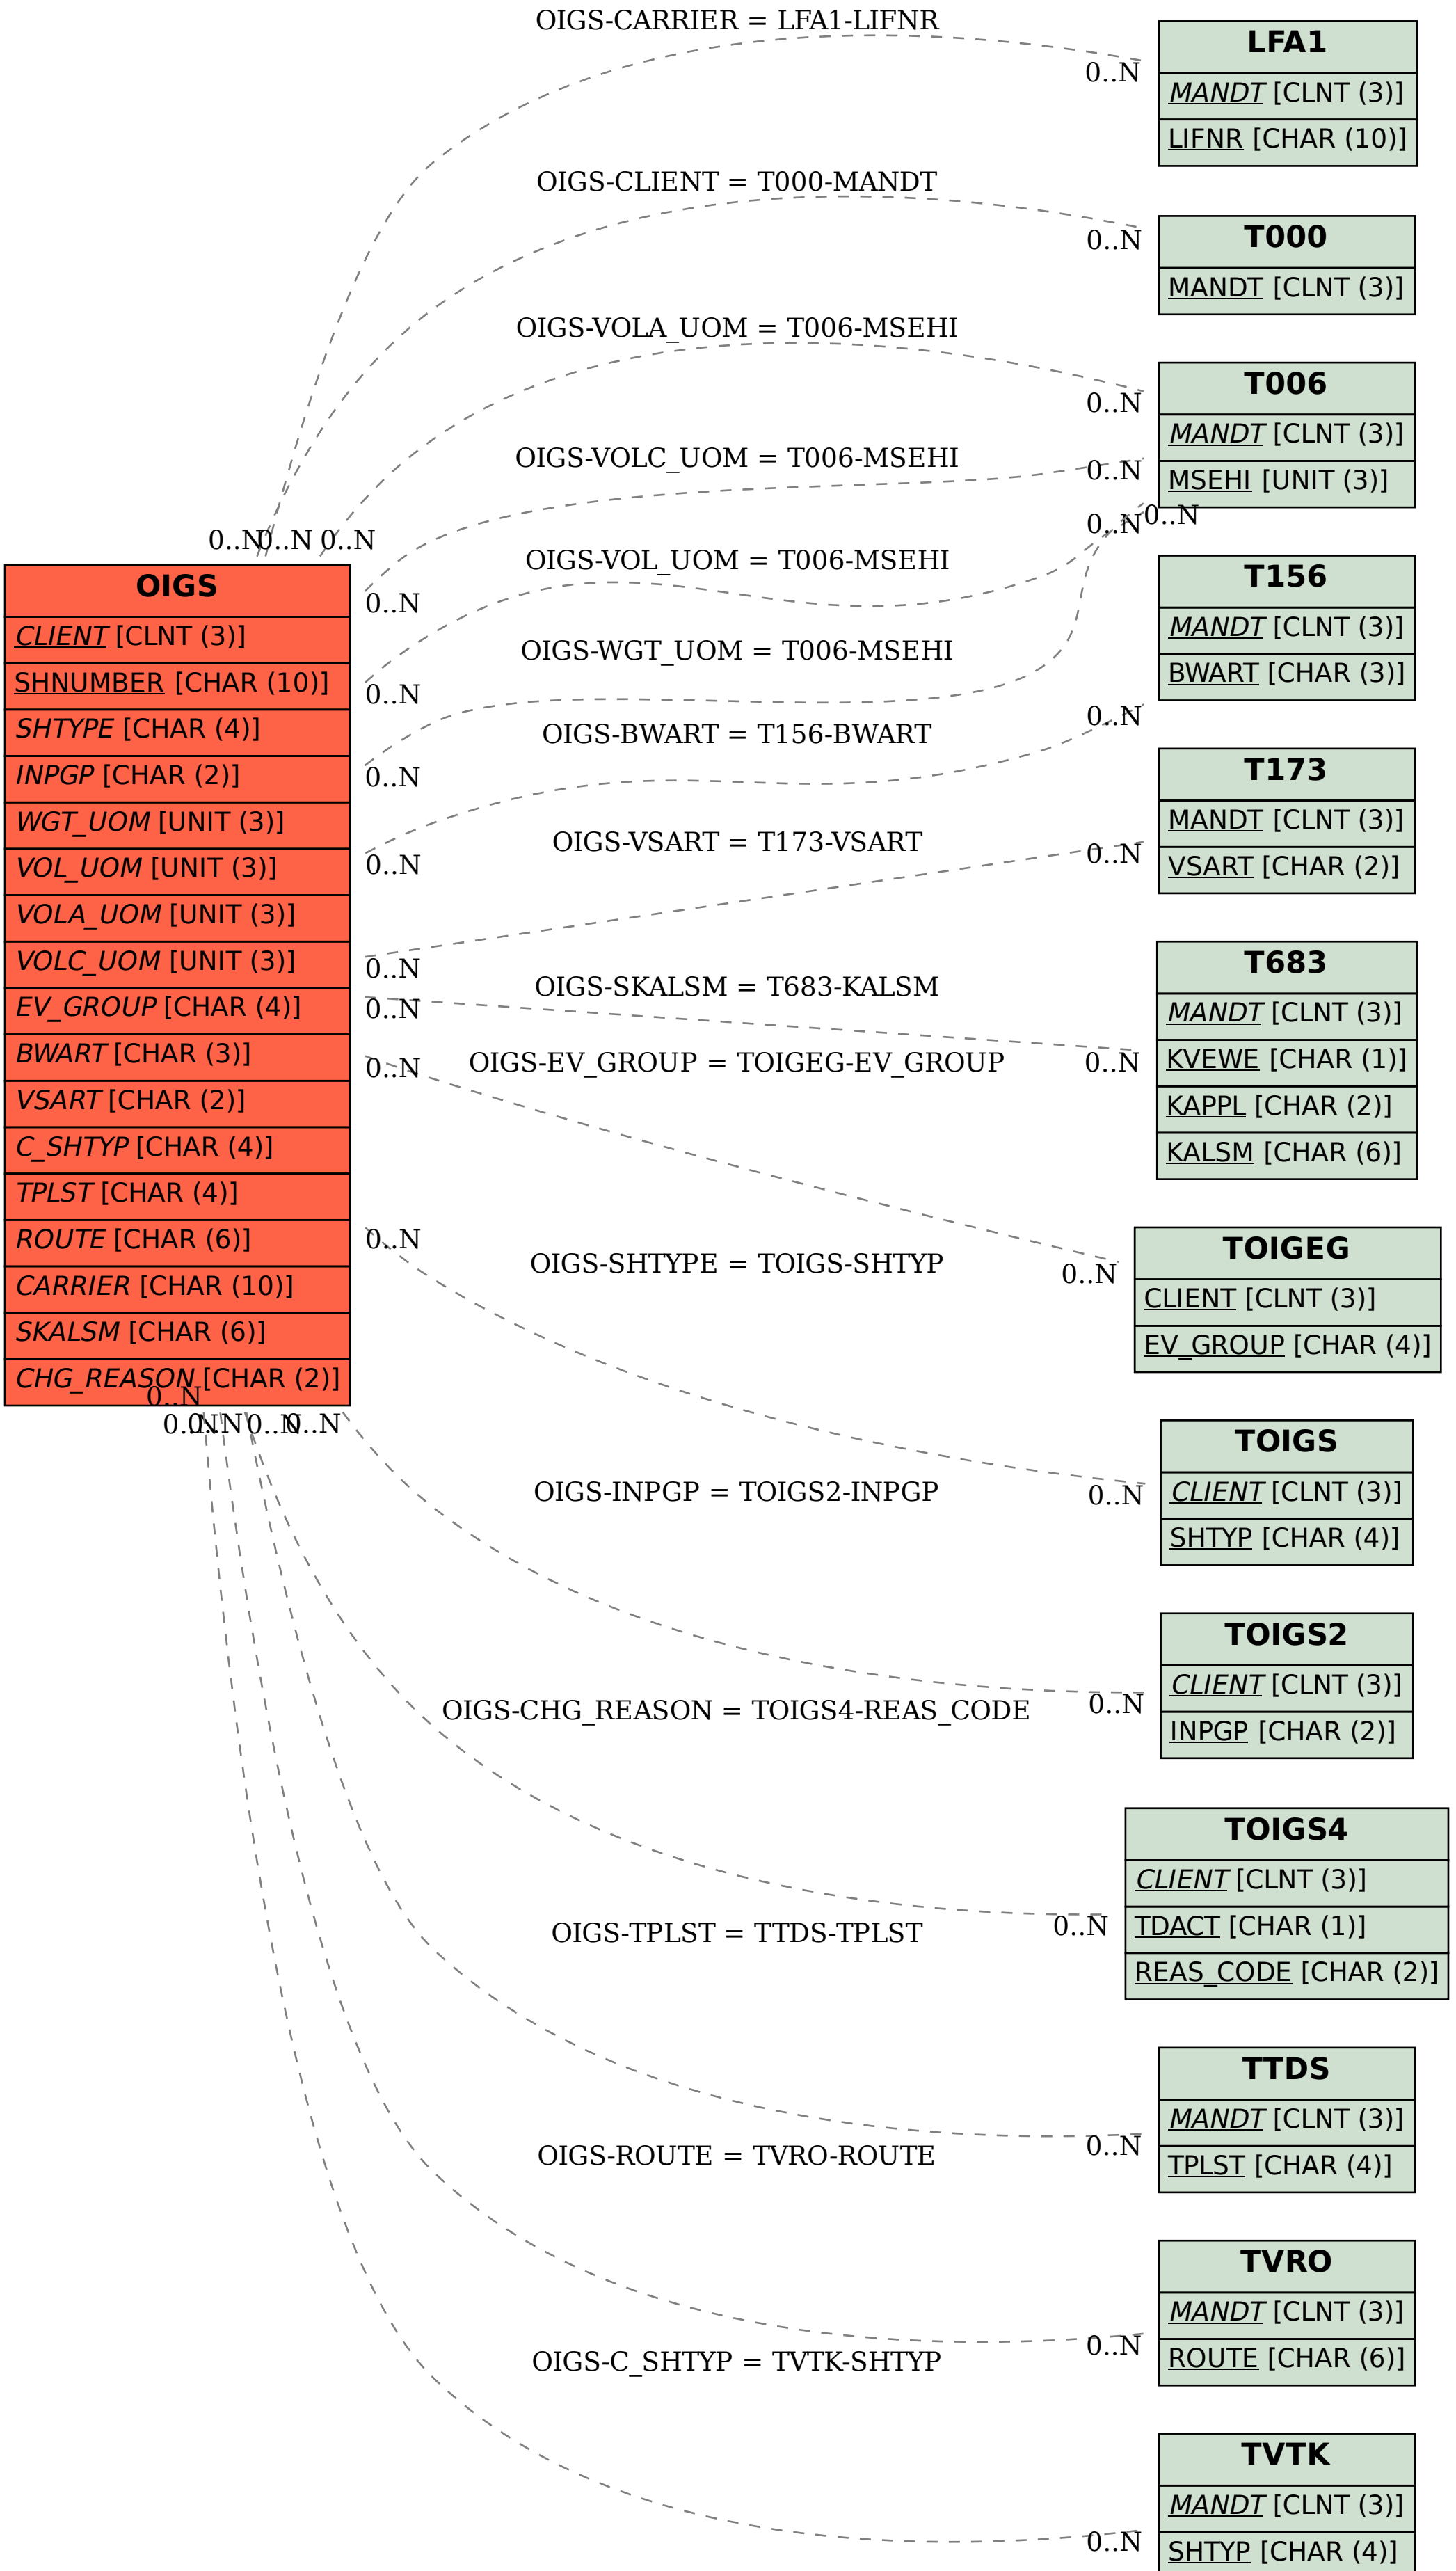 OIGS-CARRIER = LFA1-LIFNR
0..N
LFA1
MANDT [CLNT (3)]
LIFNR [CHAR (10)]
OIGS-CLIENT = T000-MANDT
0..N
T000
MANDT [CLNT (3)]
OIGS-VOLA_UOM = T006-MSEHI
0..N
T006
MANDT [CLNT (3)]
MSEHI [UNIT (3)]
OIGS-VOLC_UOM = T006-MSEHI
0..N
0..N
0..N
0..N
0..N
0..N
OIGS
CLIENT [CLNT (3)]
SHNUMBER [CHAR (10)]
SHTYPE [CHAR (4)]
INPGP [CHAR (2)]
WGT_UOM [UNIT (3)]
VOL_UOM [UNIT (3)]
VOLA_UOM [UNIT (3)]
VOLC_UOM [UNIT (3)]
EV_GROUP [CHAR (4)]
BWART [CHAR (3)]
VSART [CHAR (2)]
C_SHTYP [CHAR (4)]
TPLST [CHAR (4)]
ROUTE [CHAR (6)]
CARRIER [CHAR (10)]
SKALSM [CHAR (6)]
CHG_REASON [CHAR (2)]
0..N
0..N
0..N
0..N
0..N
0..N
OIGS-VOL_UOM = T006-MSEHI
0..N
OIGS-WGT_UOM = T006-MSEHI
0..N
T156
MANDT [CLNT (3)]
BWART [CHAR (3)]
OIGS-BWART = T156-BWART
0..N
0..N
0..N
T173
MANDT [CLNT (3)]
VSART [CHAR (2)]
OIGS-VSART = T173-VSART
0..N
0..N
T683
MANDT [CLNT (3)]
KVEWE [CHAR (1)]
KAPPL [CHAR (2)]
KALSM [CHAR (6)]
OIGS-SKALSM = T683-KALSM
0..N
0..N
OIGS-EV_GROUP = TOIGEG-EV_GROUP
0..N
0..N
TOIGEG
CLIENT [CLNT (3)]
EV_GROUP [CHAR (4)]
OIGS-SHTYPE = TOIGS-SHTYP
0..N
TOIGS
CLIENT [CLNT (3)]
SHTYP [CHAR (4)]
OIGS-INPGP = TOIGS2-INPGP
0..N
TOIGS2
CLIENT [CLNT (3)]
INPGP [CHAR (2)]
OIGS-CHG_REASON = TOIGS4-REAS_CODE
0..N
TOIGS4
CLIENT [CLNT (3)]
TDACT [CHAR (1)]
REAS_CODE [CHAR (2)]
OIGS-TPLST = TTDS-TPLST
0..N
TTDS
MANDT [CLNT (3)]
TPLST [CHAR (4)]
OIGS-ROUTE = TVRO-ROUTE
0..N
TVRO
MANDT [CLNT (3)]
ROUTE [CHAR (6)]
OIGS-C_SHTYP = TVTK-SHTYP
0..N
TVTK
MANDT [CLNT (3)]
SHTYP [CHAR (4)]